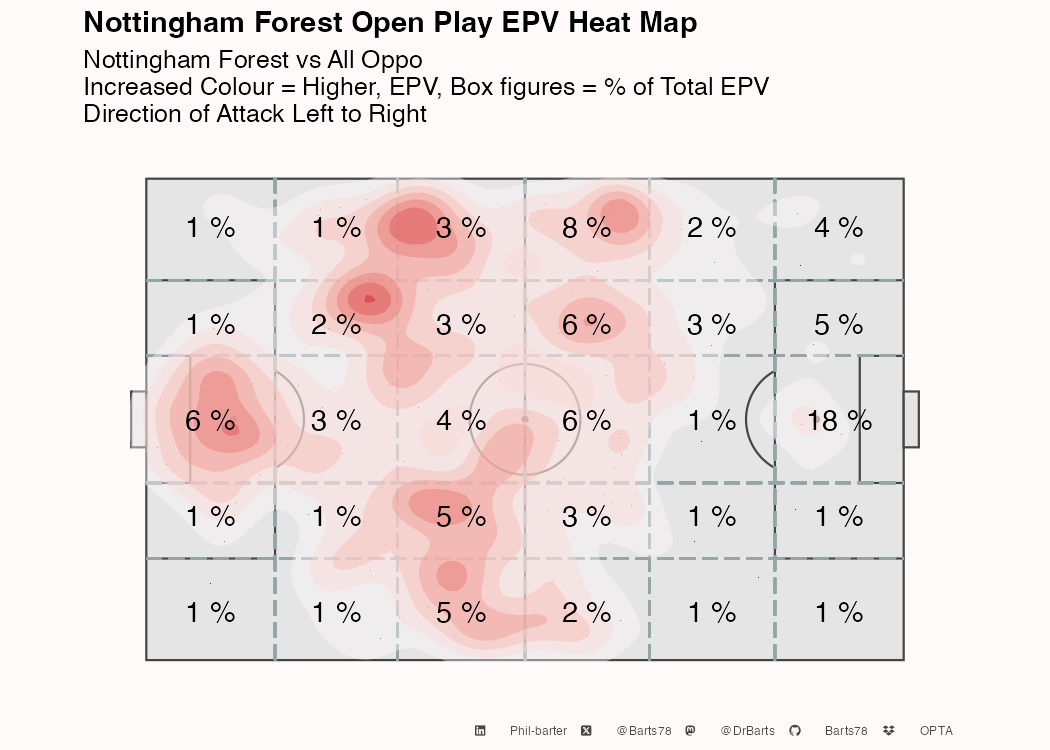 Nottingham Forest Open Play EPV Heat Map
Nottingham Forest vs All Oppo
Increased Colour = Higher, EPV, Box figures = % of Total EPV
Direction of Attack Left to Right
1 % 1 % 3 % 8 % 2 % 4 %
1 % 2 % 3 % 6 % 3 % 5 %
6 % 3 % 4 % 6 % 1 % 18 %
1 % 1 % 5 % 3 % 1 % 1 %
1 % 1 % 5 % 2 % 1 % 1 %
Phil-barter @Barts78 @DrBarts Barts78 OPTA